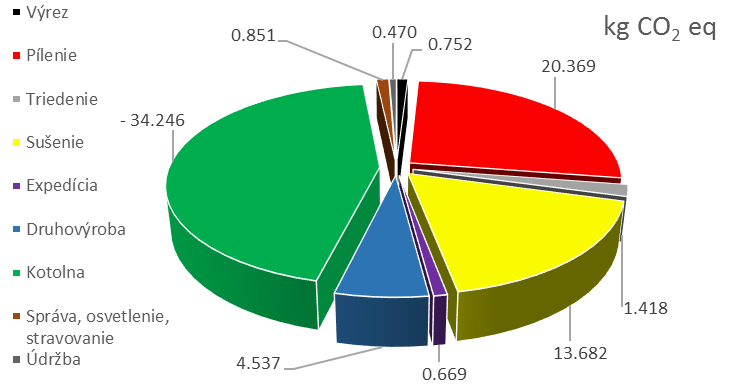 Výrez
Pílenie
Triedenie
Sušenie
Expedícia
Druhovýroba
Kotolna
Správa, osvetlenie,
stravovanie
Údržba
kg CO₂ eq
0.851
0.470
0.752
20.369
- 34.246
1.418
13.682
4.537
0.669